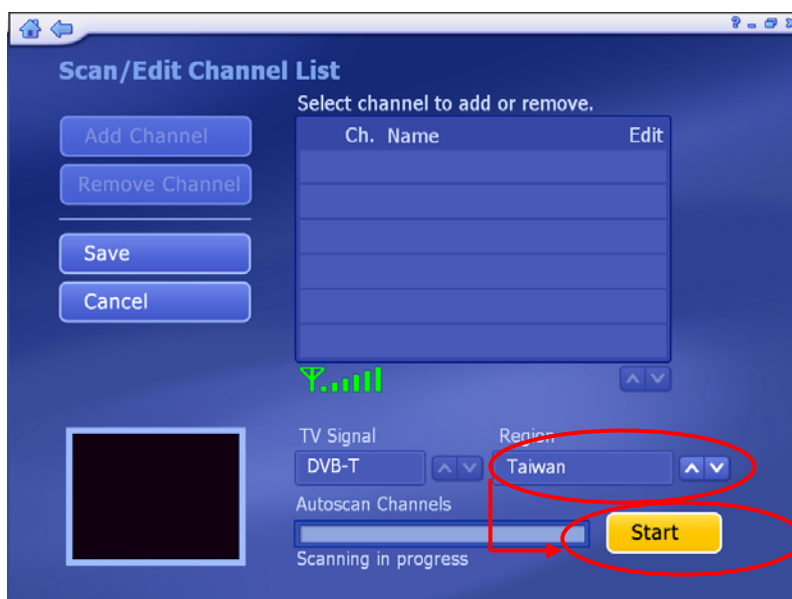 Scan/Edit Channel List
Select channel to add or remove.
Add Channel
Ch. Name Edit
Remove Channel
Save
Cancel
TV Signal Region
DVB-T Taiwan
Autoscan Channels
Start
Scanning in progress